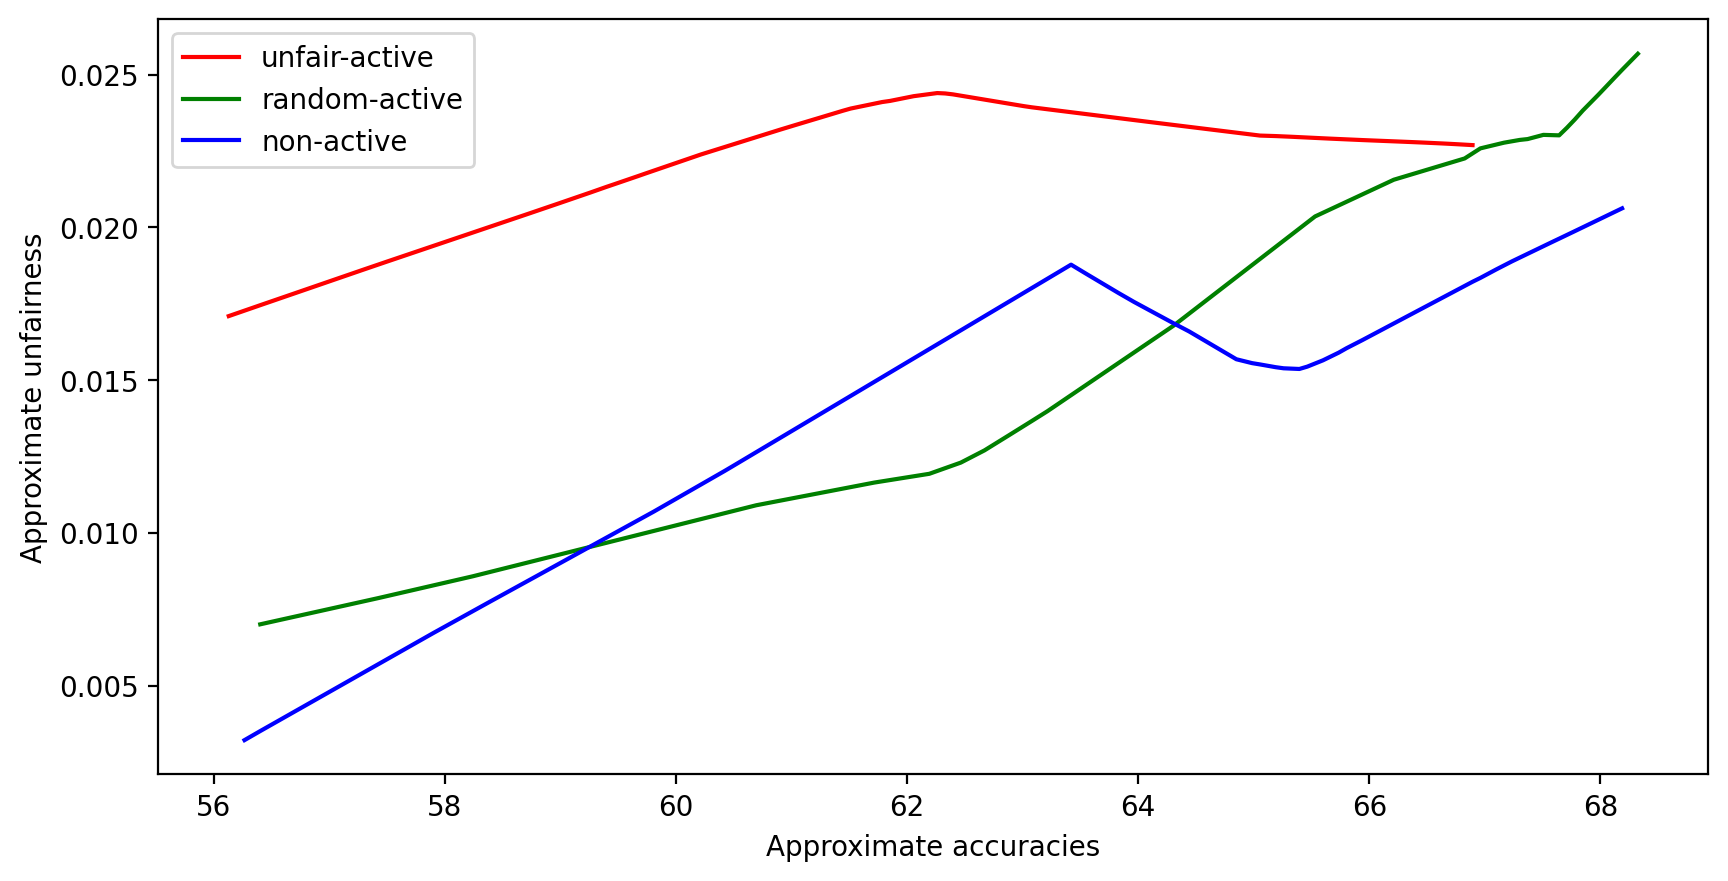 unfair-active
random-active
non-active
0.025
0.020
0.015
0.010
0.005
Approximate unfairness
56 58 60 62 64 66 68
Approximate accuracies